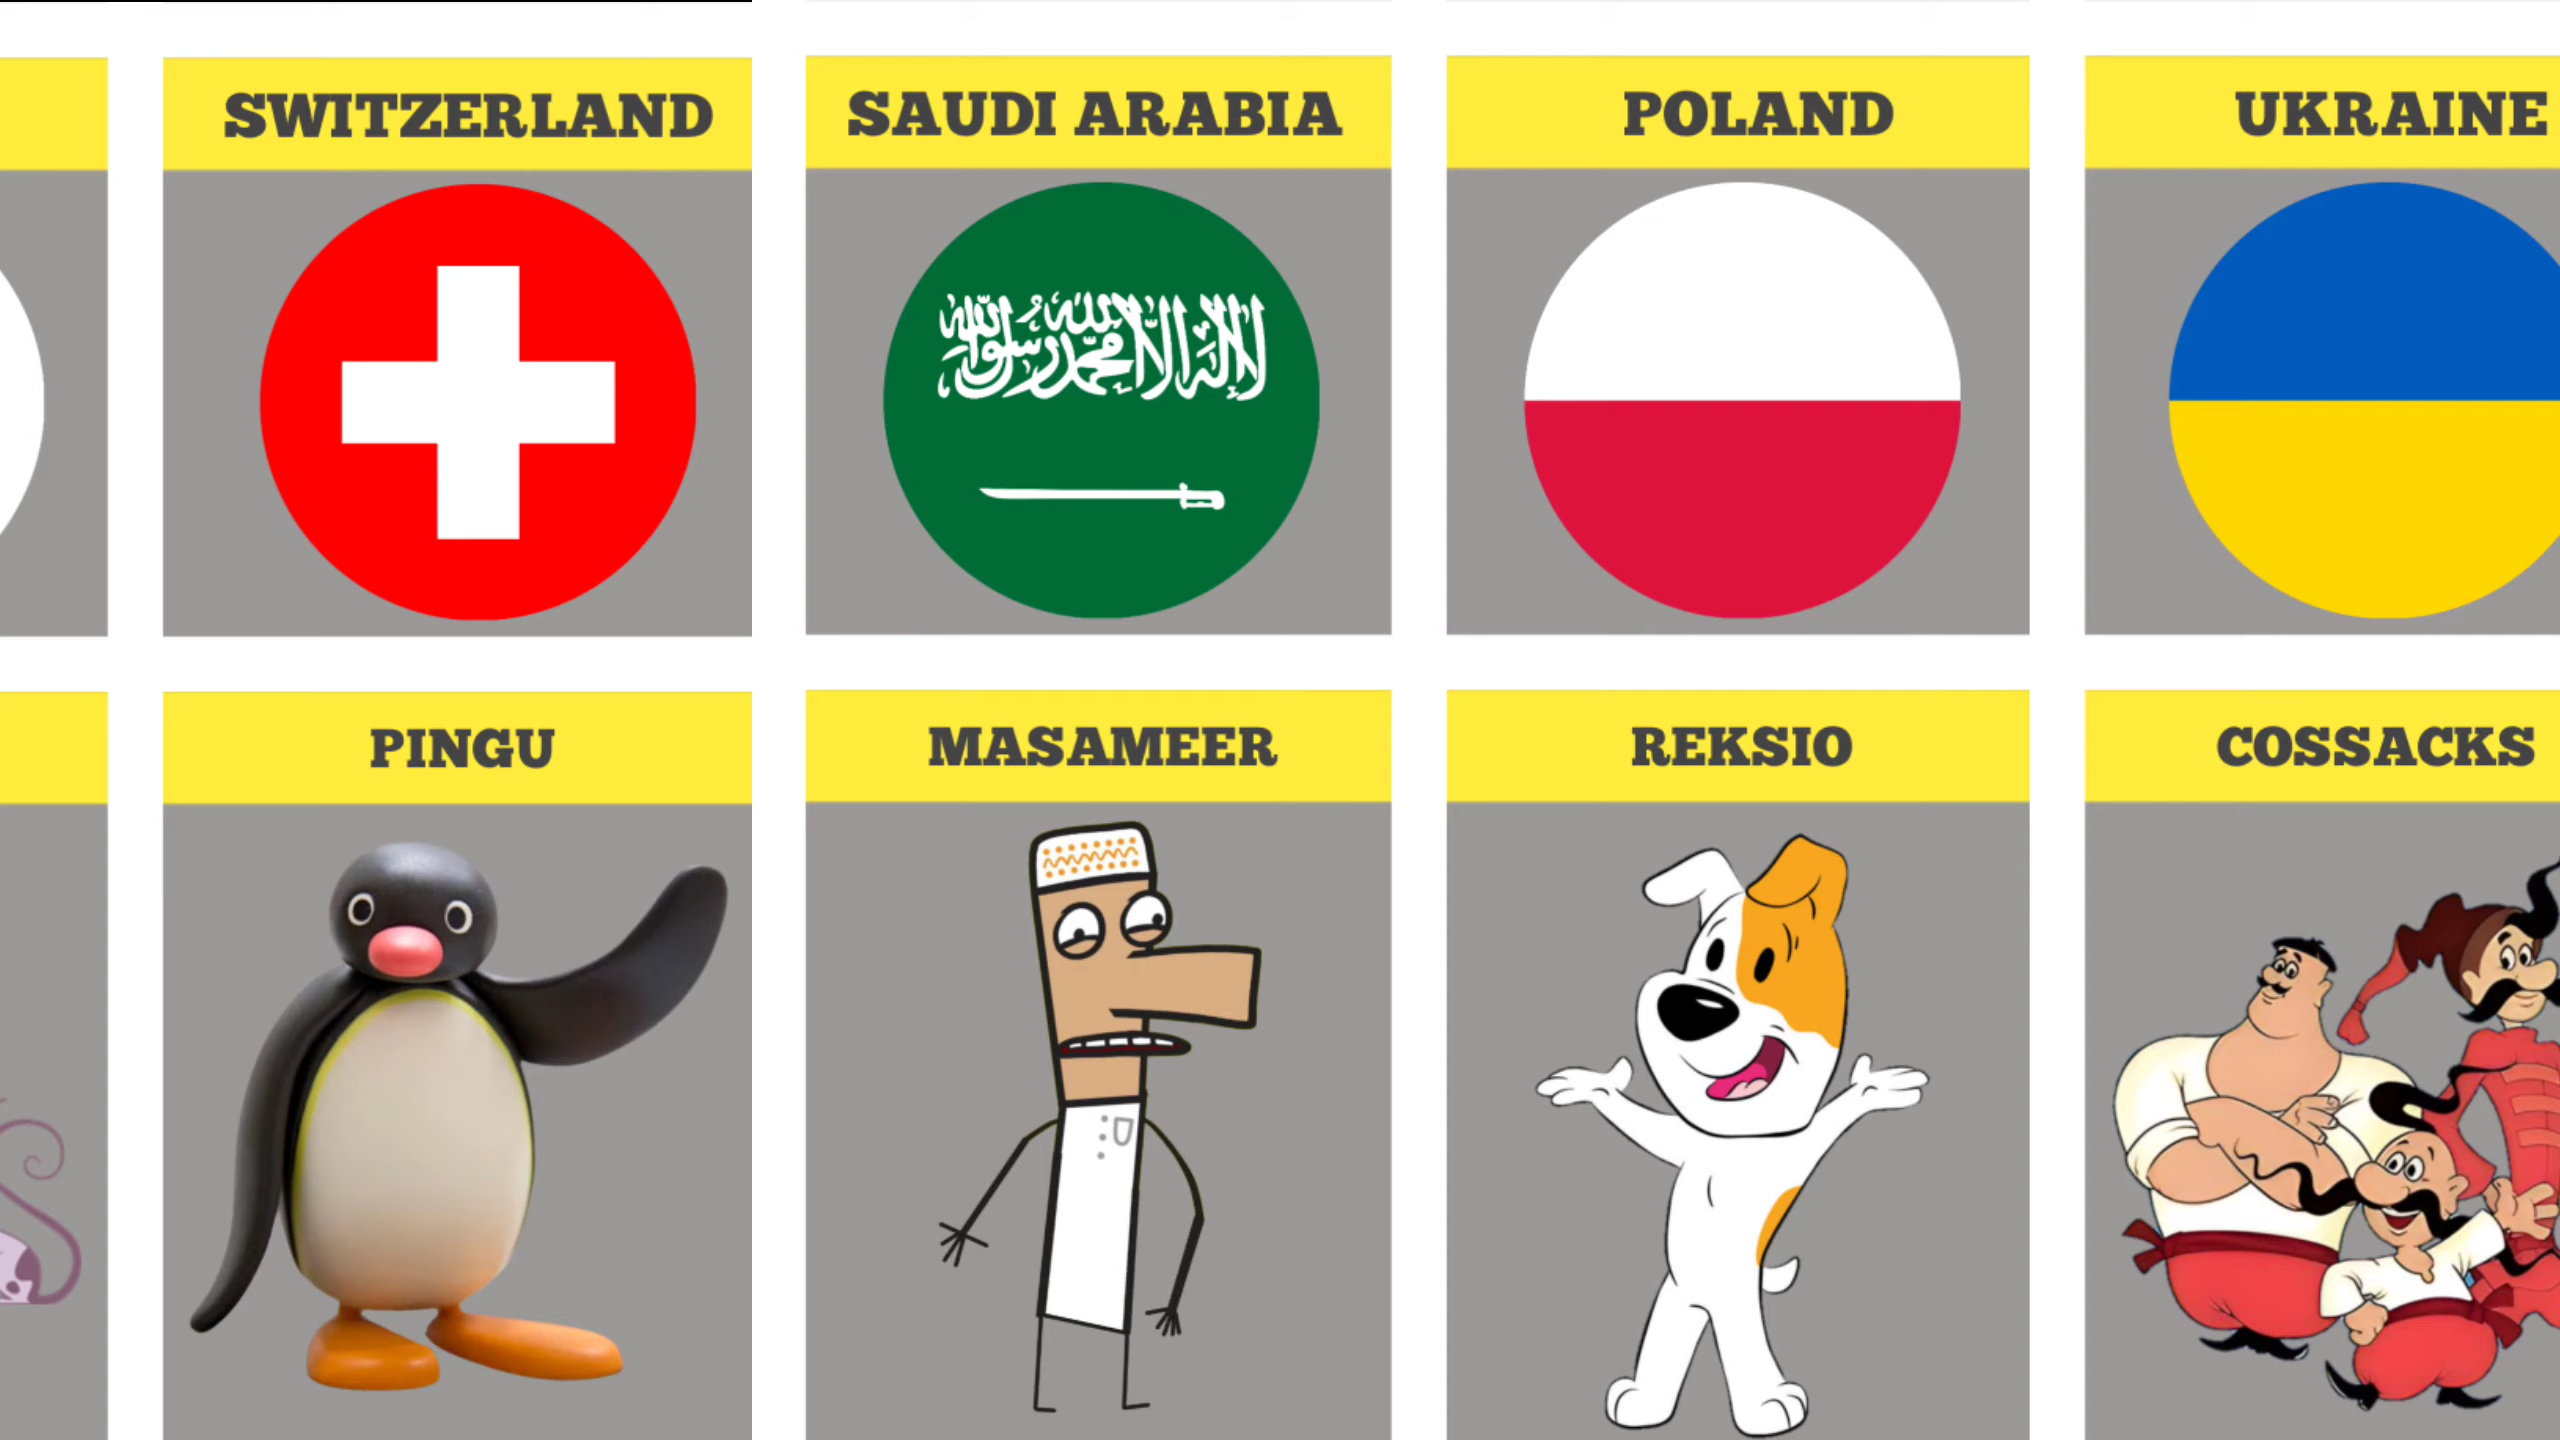 SWITZERLAND
SAUDI ARABIA
POLAND
UKRAINE
لا إله إلا الله محمد رسول الله
PINGU
MASAMEER
REKSIO
COSSACKS